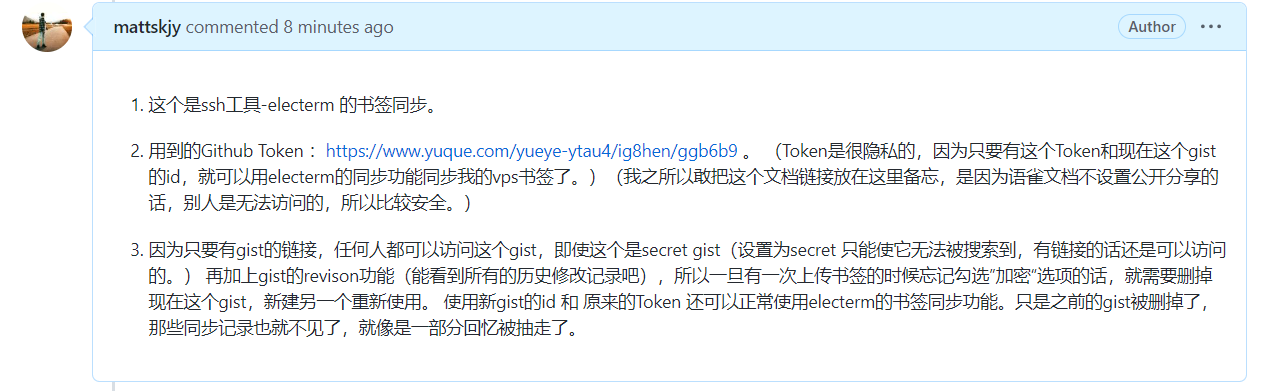 mattskjy commented 8 minutes ago Author ...
1. 这个是ssh工具-electerm 的书签同步。
2. 用到的Github Token： https://www.yuque.com/yueye-ytau4/ig8hen/ggb6b9 。 （Token是很隐私的，因为只要有这个Token和现在这个gist
的id，就可以用electerm的同步功能同步我的vps书签了。）（我之所以敢把这个文档链接放在这里备忘，是因为语雀文档不设置公开分享的
话，别人是无法访问的，所以比较安全。）
3. 因为只要有gist的链接，任何人都可以访问这个gist，即使这个是secret gist（设置为secret 只能使它无法被搜索到，有链接的话还是可以访问
的。） 再加上gist的revison功能（能看到所有的历史修改记录吧），所以一旦有一次上传书签的时候忘记勾选“加密”选项的话，就需要删掉
现在这个gist，新建另一个重新使用。 使用新gist的id 和 原来的Token 还可以正常使用electerm的书签同步功能。只是之前的gist被删掉了，
那些同步记录也就不见了，就像是一部分回忆被抽走了。